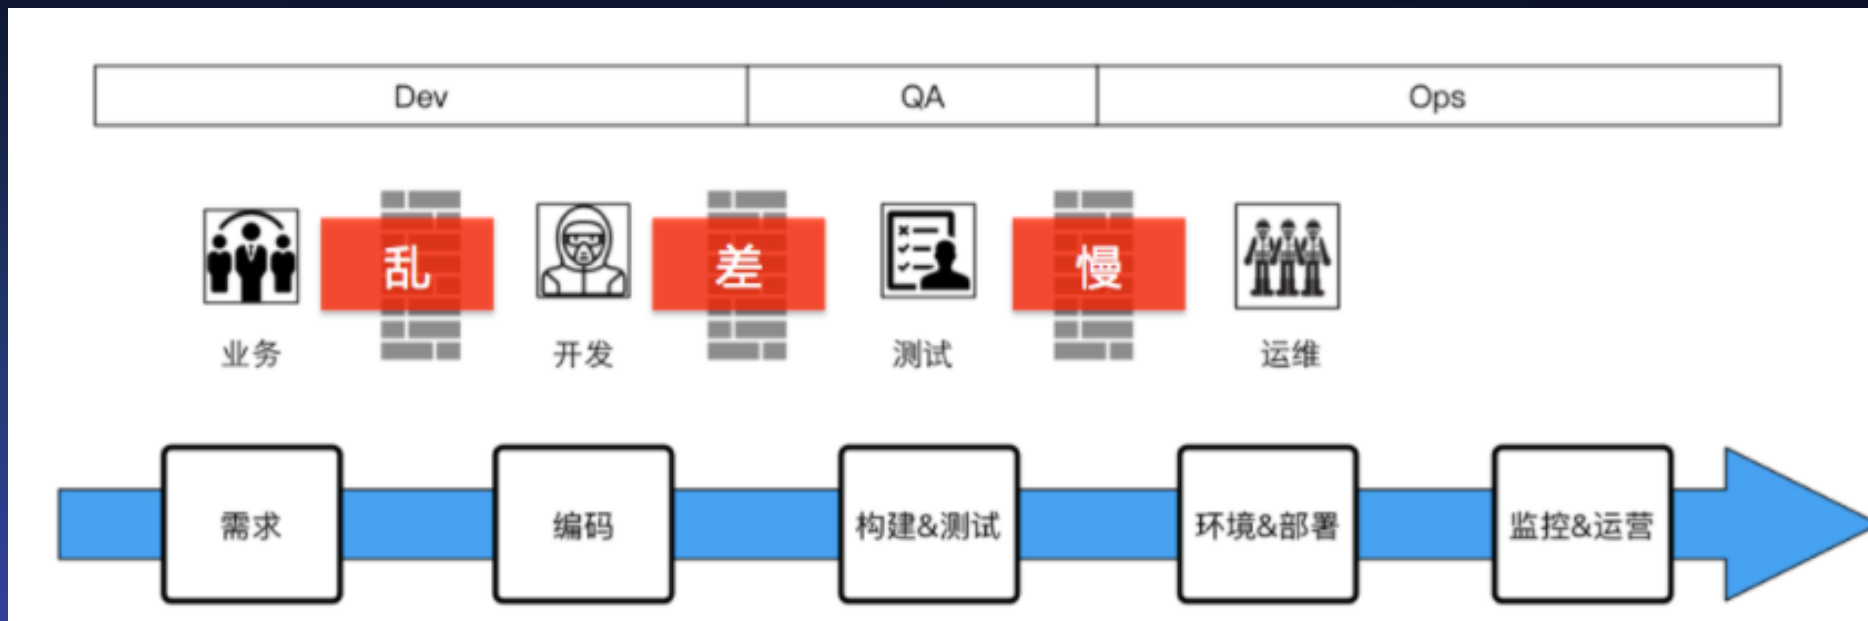 Dev QA Ops
乱 差 慢
业务 开发 测试 运维
需求 编码 构建&测试 环境&部署 监控&运营